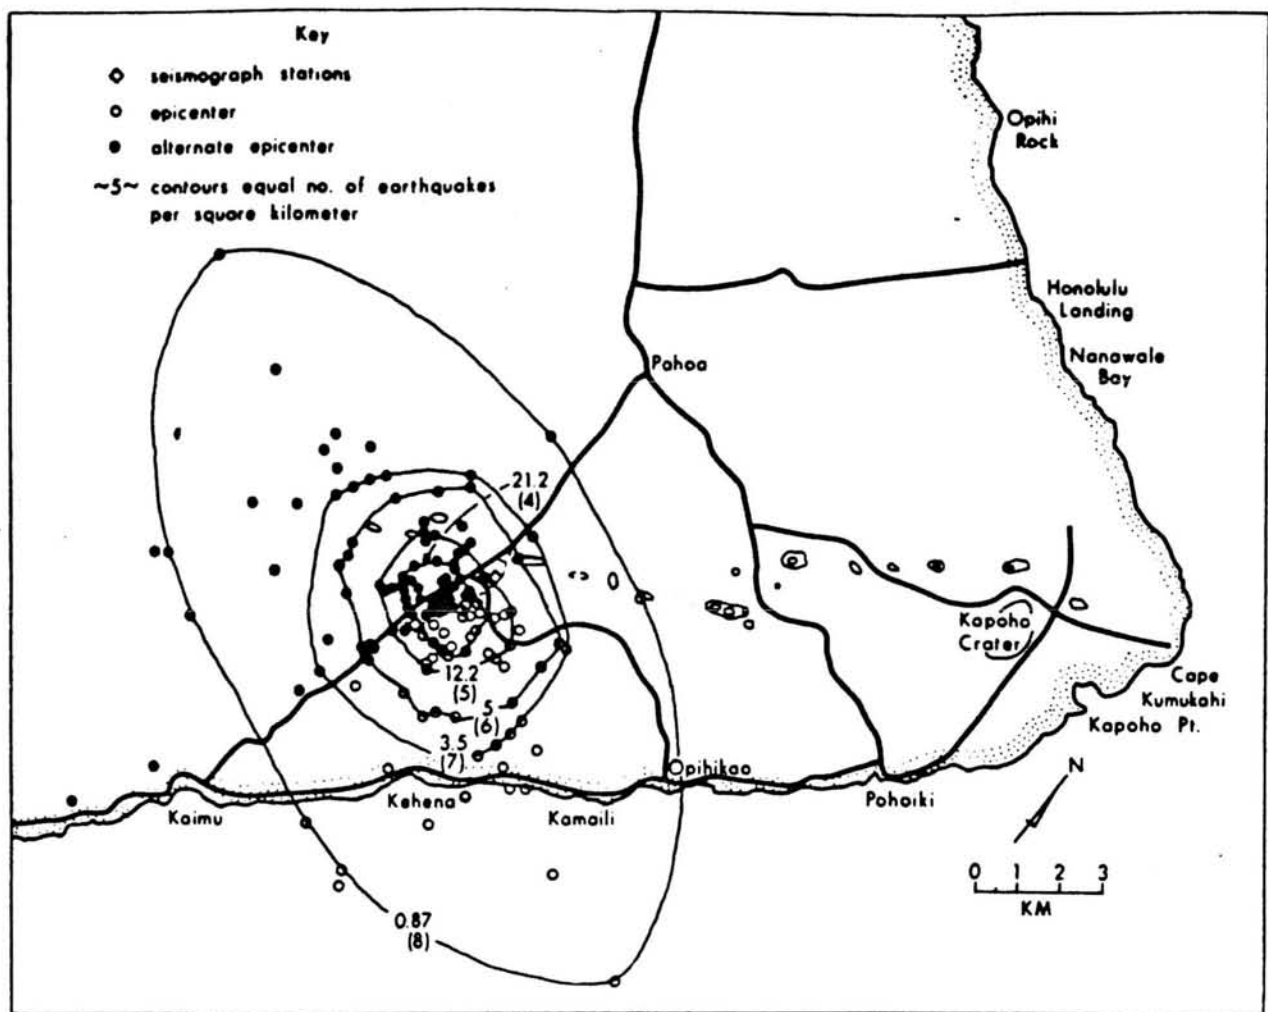 Key
seismograph stations
epicenter
alternate epicenter
~5~ contours equal no. of earthquakes
per square kilometer
Opihi
Rock
Honolulu
Landing
Nanawale
Bay
Pahoa
21.2
(4)
Kapoho
Crater
12.2
(5)
5
(6)
3.5
(7)
Cape
Kumukahi
Kapoho Pt.
N
Opihikao
Pohoiki
Kaimu
Kehena
Kamaili
0 1 2 3
KM
0.87
(8)